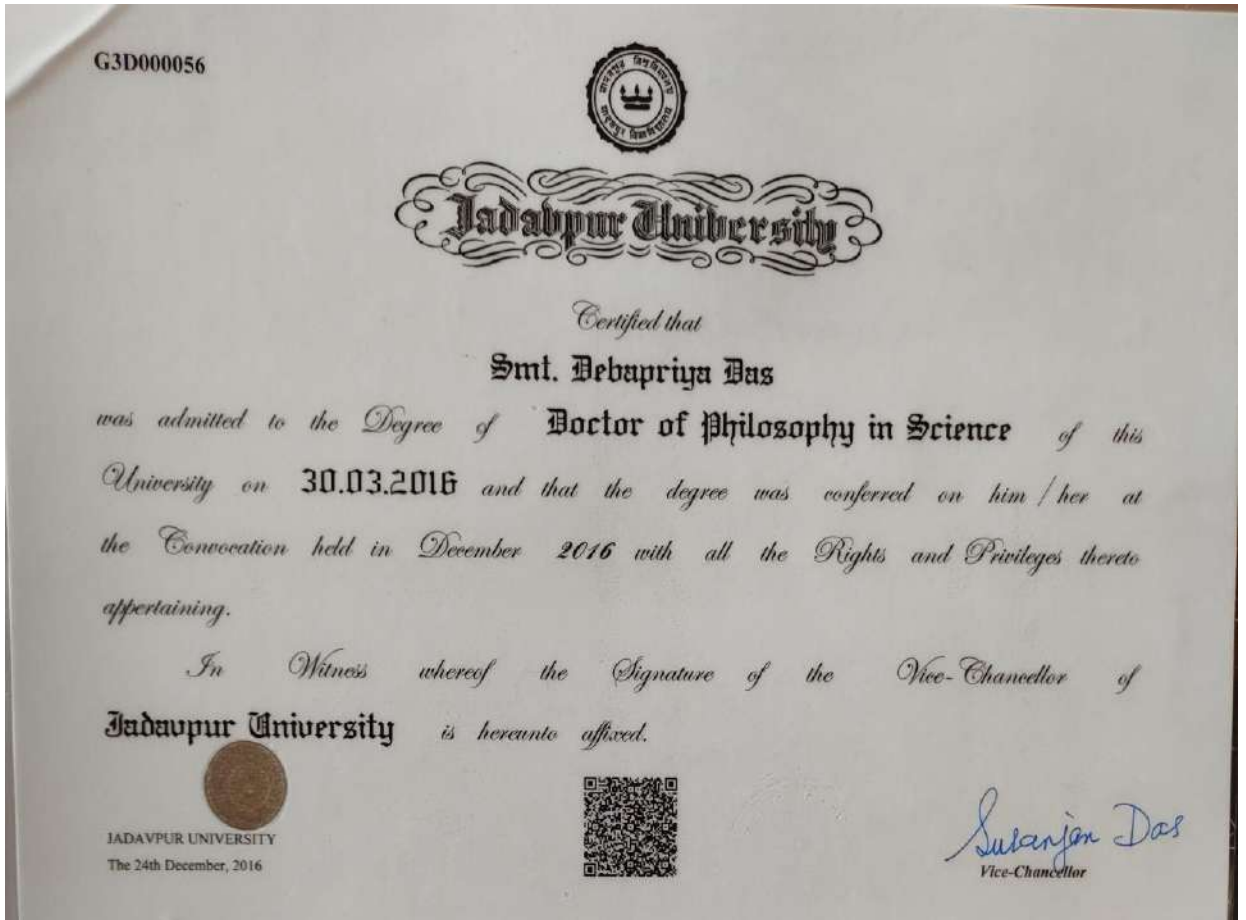 G3D000056
যাদবপুর বিশ্ববিদ্যালয়
Jadavpur University
Certified that
Smt. Debapriya Das
was admitted to the Degree of Doctor of Philosophy in Science of this
University on 30.03.2016 and that the degree was conferred on him / her at
the Convocation held in December 2016 with all the Rights and Privileges thereto
appertaining.
In Witness whereof the Signature of the Vice-Chancellor of
Jadavpur University is hereunto affixed.
JADAVPUR UNIVERSITY
The 24th December, 2016
Suranjan Das
Vice-Chancellor